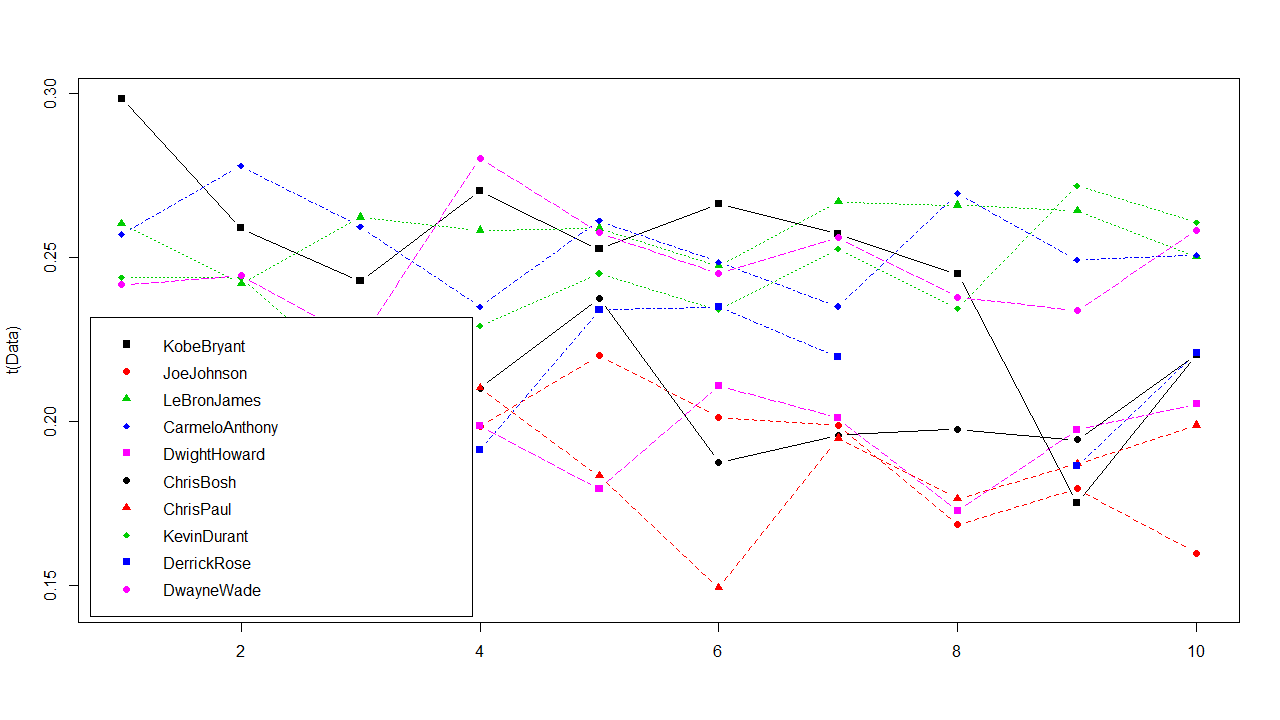 0.30
0.25
0.20
0.15
t(Data)
KobeBryant
JoeJohnson
LeBronJames
CarmeloAnthony
DwightHoward
ChrisBosh
ChrisPaul
KevinDurant
DerrickRose
DwayneWade
2 4 6 8 10